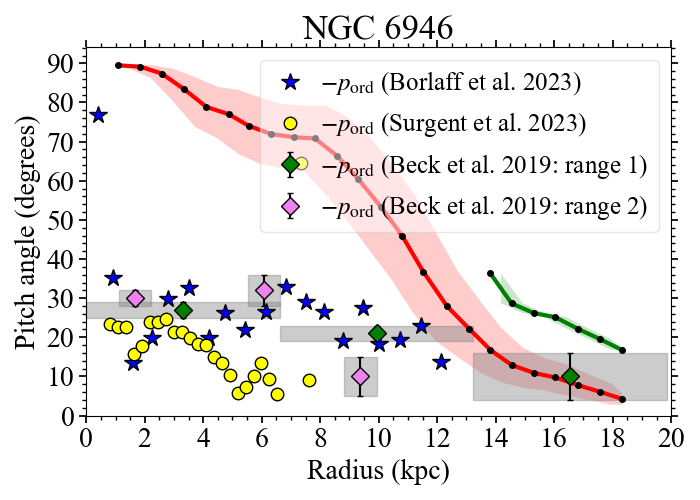 NGC 6946
−p_ord (Borlaff et al. 2023)
−p_ord (Surgent et al. 2023)
−p_ord (Beck et al. 2019: range 1)
−p_ord (Beck et al. 2019: range 2)
Pitch angle (degrees)
90
80
70
60
50
40
30
20
10
0
0 2 4 6 8 10 12 14 16 18 20
Radius (kpc)